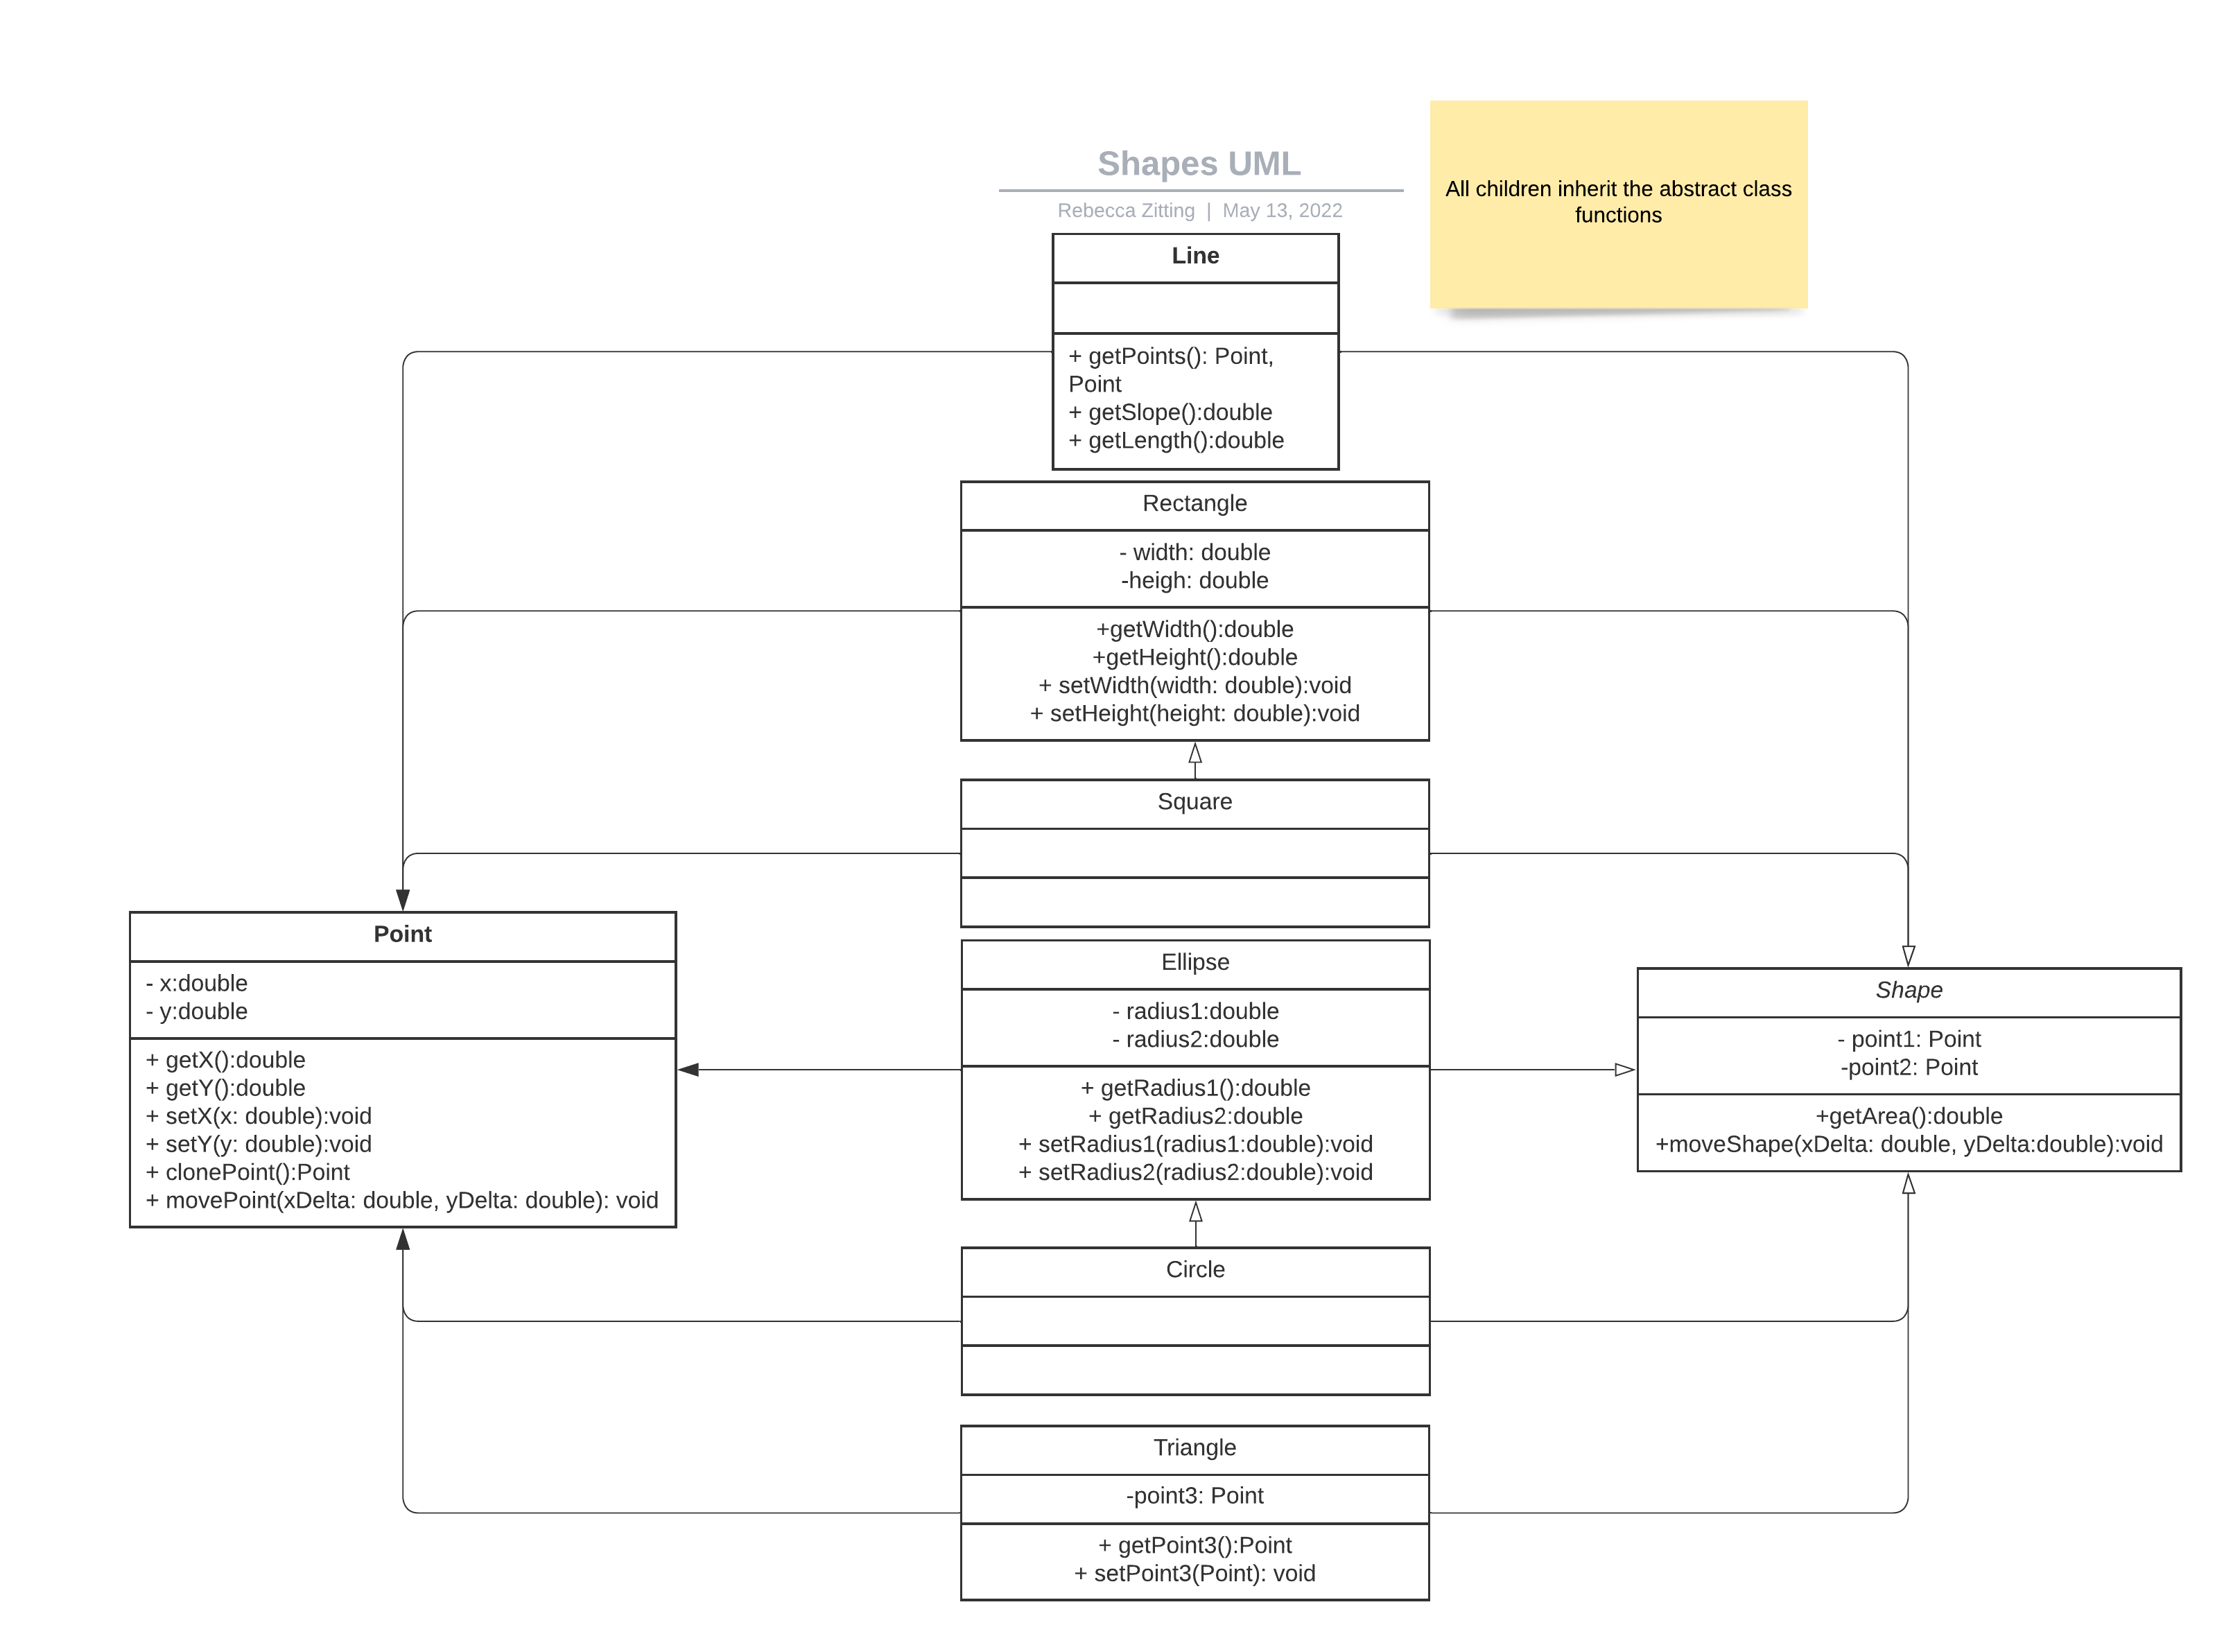 Shapes UML
Rebecca Zitting | May 13, 2022
All children inherit the abstract class
functions
Line
+ getPoints(): Point,
Point
+ getSlope():double
+ getLength():double
Rectangle
- width: double
-heigh: double
+getWidth():double
+getHeight():double
+ setWidth(width: double):void
+ setHeight(height: double):void
Square
Point
- x:double
- y:double
+ getX():double
+ getY():double
+ setX(x: double):void
+ setY(y: double):void
+ clonePoint():Point
+ movePoint(xDelta: double, yDelta: double): void
Ellipse
- radius1:double
- radius2:double
+ getRadius1():double
+ getRadius2:double
+ setRadius1(radius1:double):void
+ setRadius2(radius2:double):void
Shape
- point1: Point
-point2: Point
+getArea():double
+moveShape(xDelta: double, yDelta:double):void
Circle
Triangle
-point3: Point
+ getPoint3():Point
+ setPoint3(Point): void